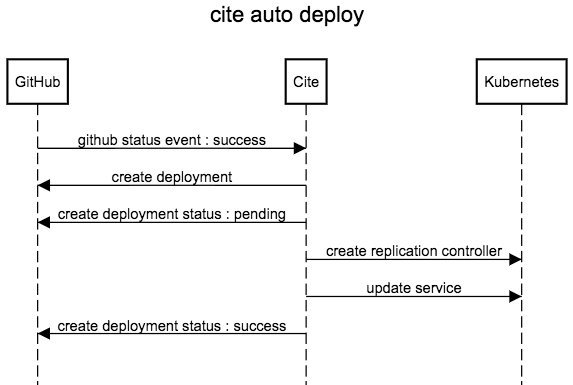 cite auto deploy
GitHub
Cite
Kubernetes
github status event : success
create deployment
create deployment status : pending
create replication controller
update service
create deployment status : success